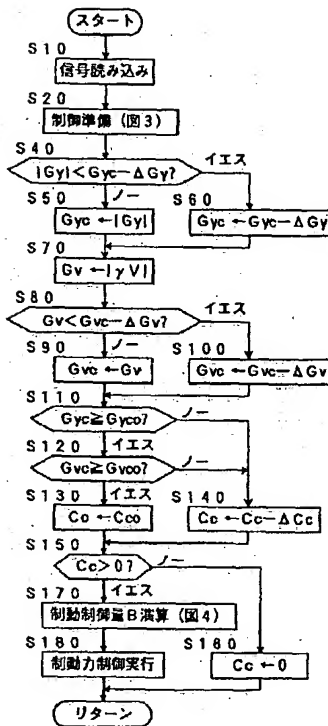 スタート
S10
信号読み込み
S20
制御準備(図3)
S40
|Gy|<Gyc−ΔGy?
イエス
S50
ノー
S60
Gyc←|Gy|
Gyc←Gyc−ΔGy
S70
Gv←|γV|
S80
Gv<Gvc−ΔGv?
イエス
S90
ノー
S100
Gvc←Gv
Gvc←Gvc−ΔGv
S110
Gyc≧Gyco?
ノー
S120
イエス
Gvc≧Gvco?
ノー
S130
イエス
S140
Cc←Cco
Cc←Cc−ΔCc
S150
Cc>0?
ノー
S170
イエス
制動制御量B演算(図4)
S180
S180
制動力制御実行
Cc←0
リターン